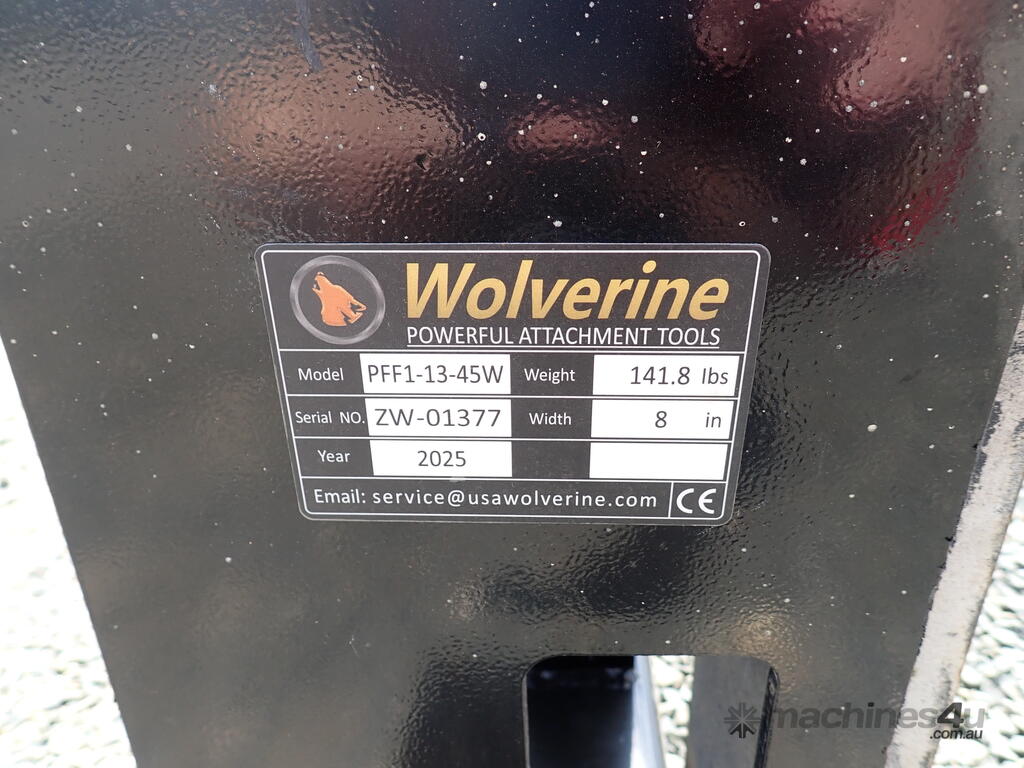 Wolverine
POWERFUL ATTACHMENT TOOLS
Model PFF1-13-45W Weight 141.8 lbs
Serial NO. ZW-01377 Width 8 in
Year 2025
Email: service@usawolverine.com CE
machines4u
.com.au